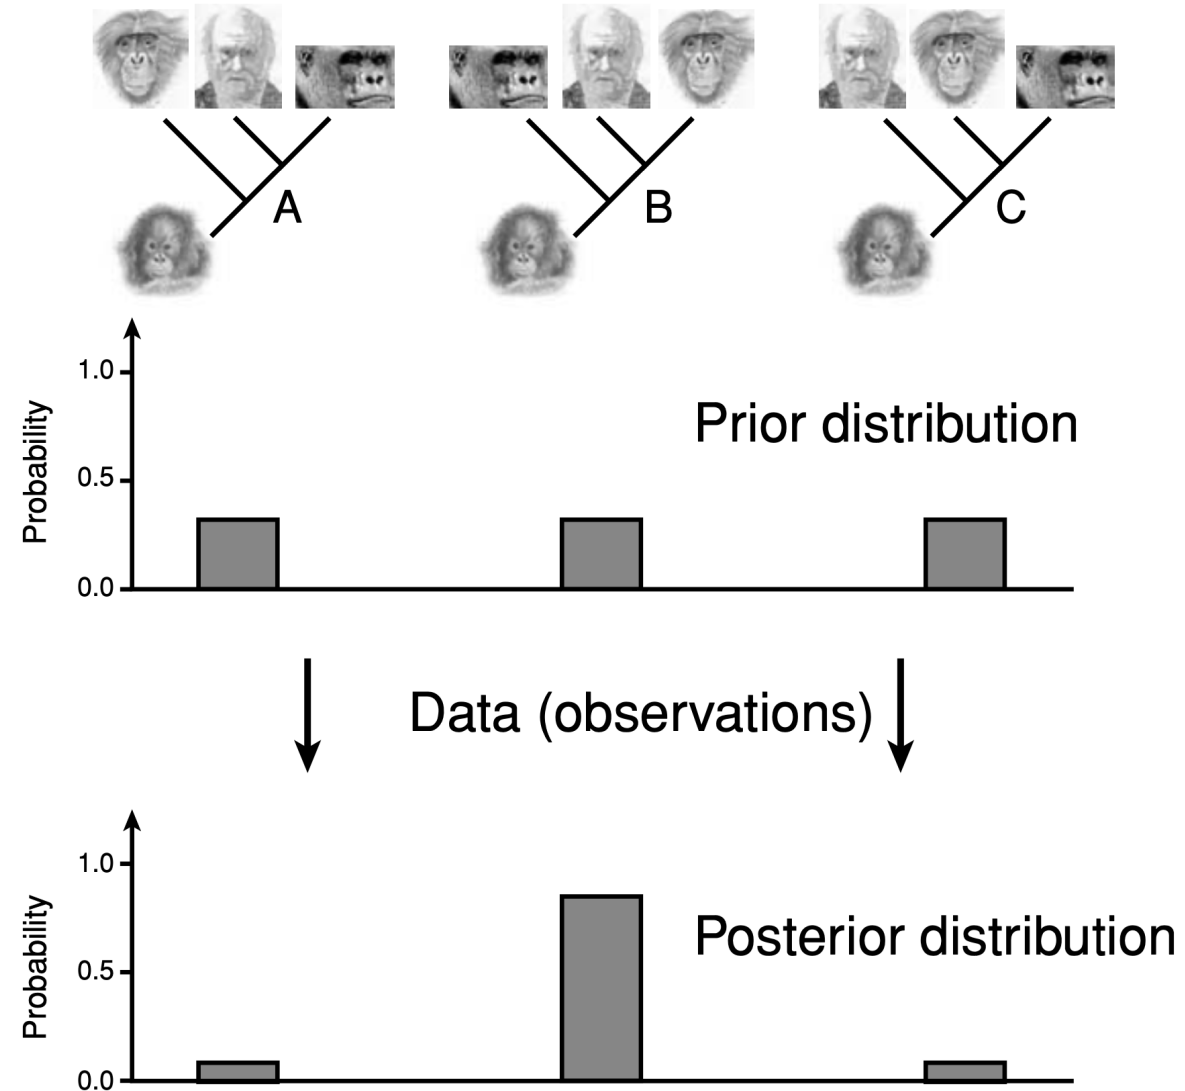 A
B
C
Probability
1.0
0.5
0.0
Prior distribution
Data (observations)
Probability
1.0
0.5
0.0
Posterior distribution